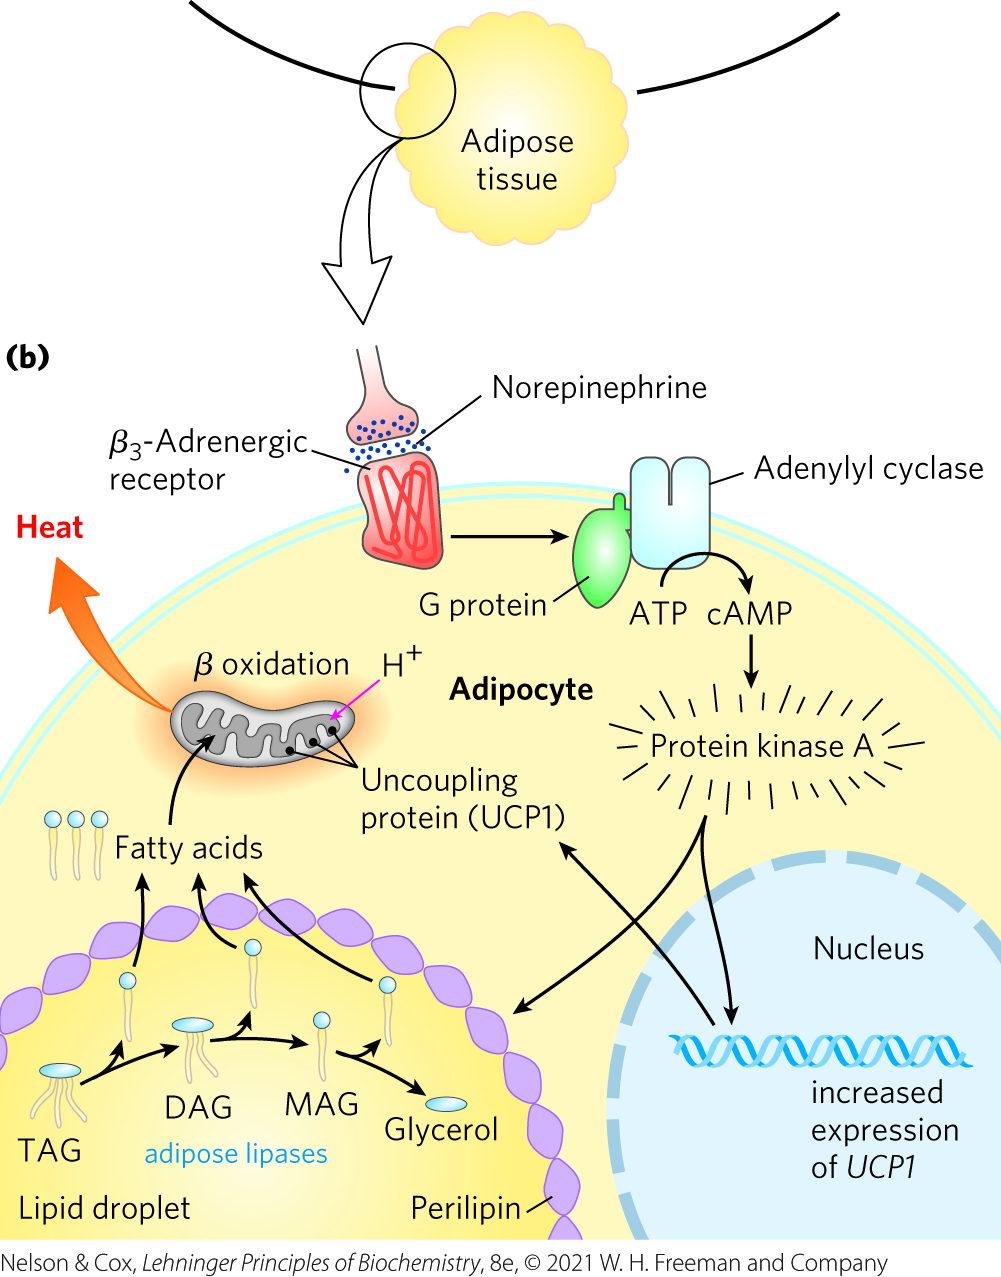 Adipose
tissue
(b)
Norepinephrine
β₃-Adrenergic
receptor
Adenylyl cyclase
Heat
G protein
ATP cAMP
β oxidation
H⁺
Adipocyte
Protein kinase A
Uncoupling
protein (UCP1)
Fatty acids
Nucleus
TAG
DAG
MAG
Glycerol
adipose lipases
increased
expression
of UCP1
Lipid droplet
Perilipin
Nelson & Cox, Lehninger Principles of Biochemistry, 8e, © 2021 W. H. Freeman and Company